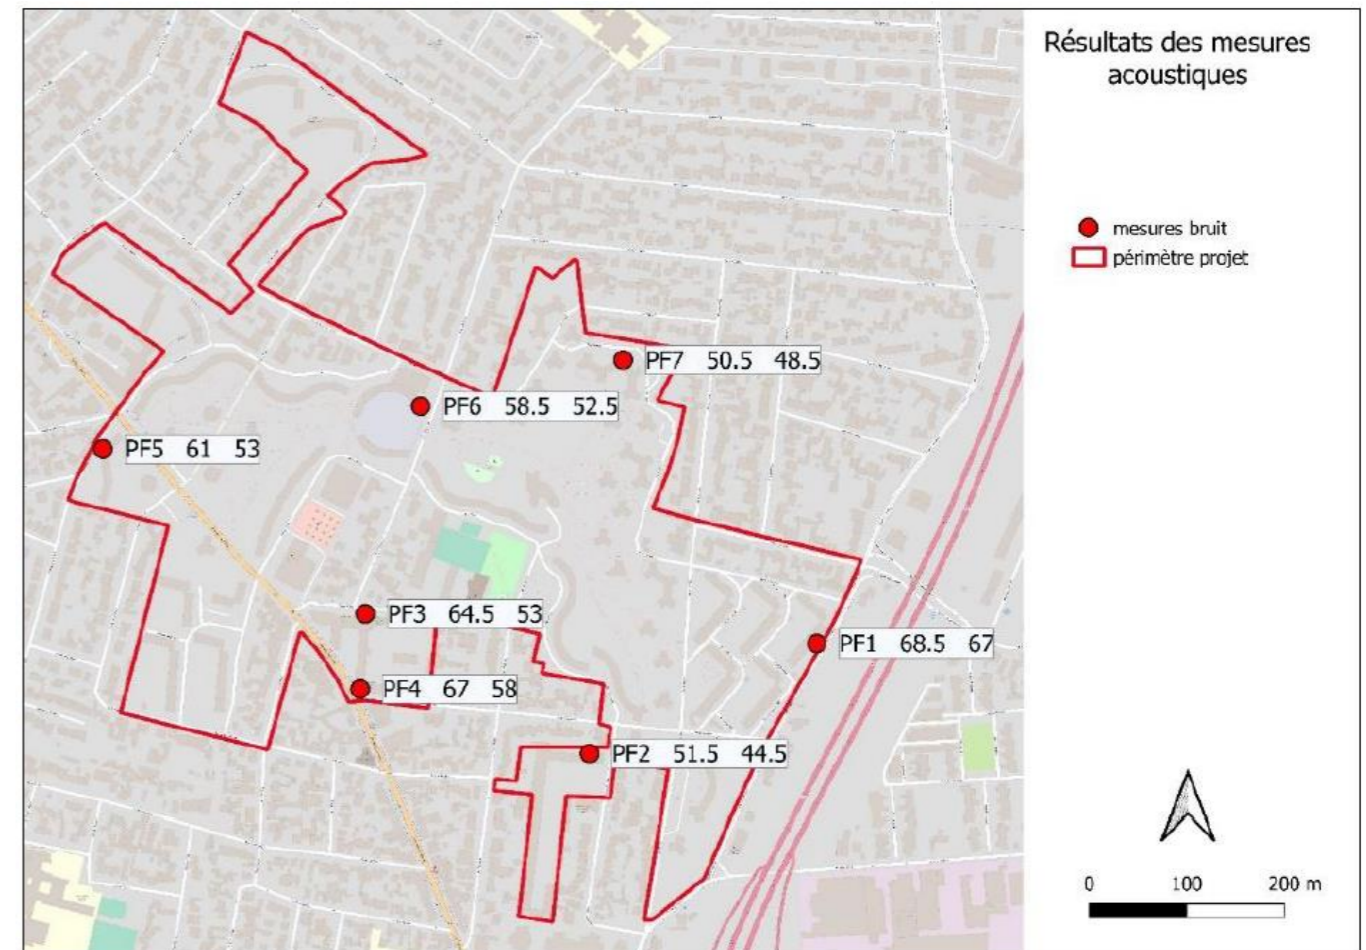 Résultats des mesures
acoustiques
mesures bruit
périmètre projet
PF7 50.5 48.5
PF6 58.5 52.5
PF5 61 53
PF3 64.5 53
PF1 68.5 67
PF4 67 58
PF2 51.5 44.5
0 100 200 m